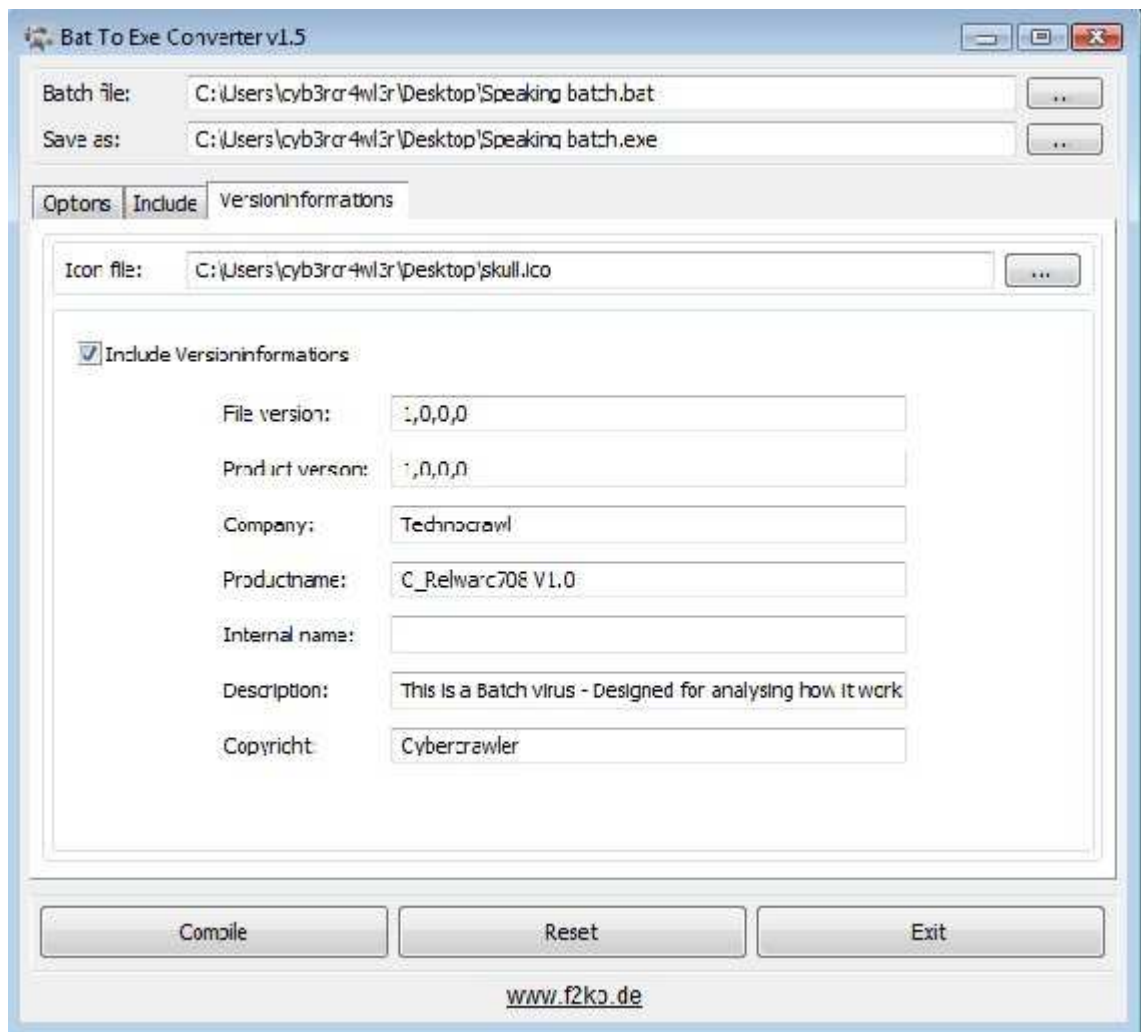 Bat To Exe Converter v1.5
Batch file: C:\Users\cyb3rcr4wl3r\Desktop\Speaking batch.bat ..
Save as: C:\Users\cyb3rcr4wl3r\Desktop\Speaking batch.exe ..
Options Include Versioninformations
Icon file: C:\Users\cyb3rcr4wl3r\Desktop\skull.ico ...
Include Versioninformations
File version: 1,0,0,0
Product version: 1,0,0,0
Company: Technocrawl
Productname: C_Relwarc708 V1.0
Internal name:
Description: This is a Batch virus - Designed for analysing how it work
Copyright: Cybercrawler
Compile Reset Exit
www.f2ko.de